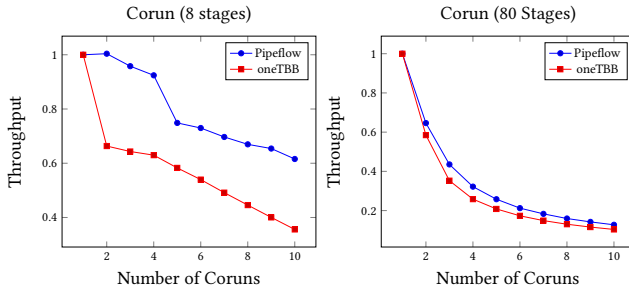 Corun (8 stages)
Throughput
1
0.8
0.6
0.4
2
4
6
8
10
Number of Coruns
Pipeflow
oneTBB
Corun (80 Stages)
Throughput
1
0.8
0.6
0.4
0.2
2
4
6
8
10
Number of Coruns
Pipeflow
oneTBB